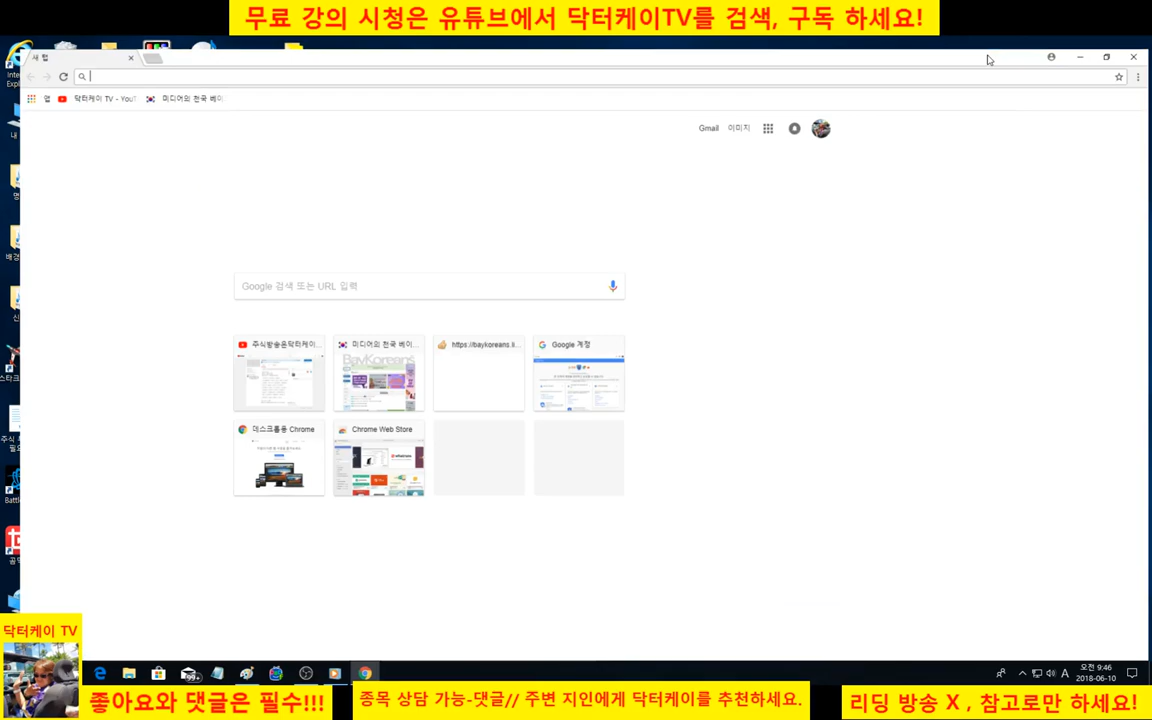 무료 강의 시청은 유튜브에서 닥터케이TV를 검색, 구독 하세요!
새 탭
앱
닥터케이 TV - YouT
미디어의 천국 베이
Gmail
이미지
Google 검색 또는 URL 입력
주식방송은닥터케이...
미디어의 천국 베이...
https://baykoreans.li...
Google 계정
BayKoreans
데스크톱용 Chrome
Chrome Web Store
닥터케이 TV
99+
A
오전 9:46
2018-06-10
좋아요와 댓글은 필수!!!
종목 상담 가능-댓글// 주변 지인에게 닥터케이를 추천하세요.
리딩 방송 X , 참고로만 하세요!